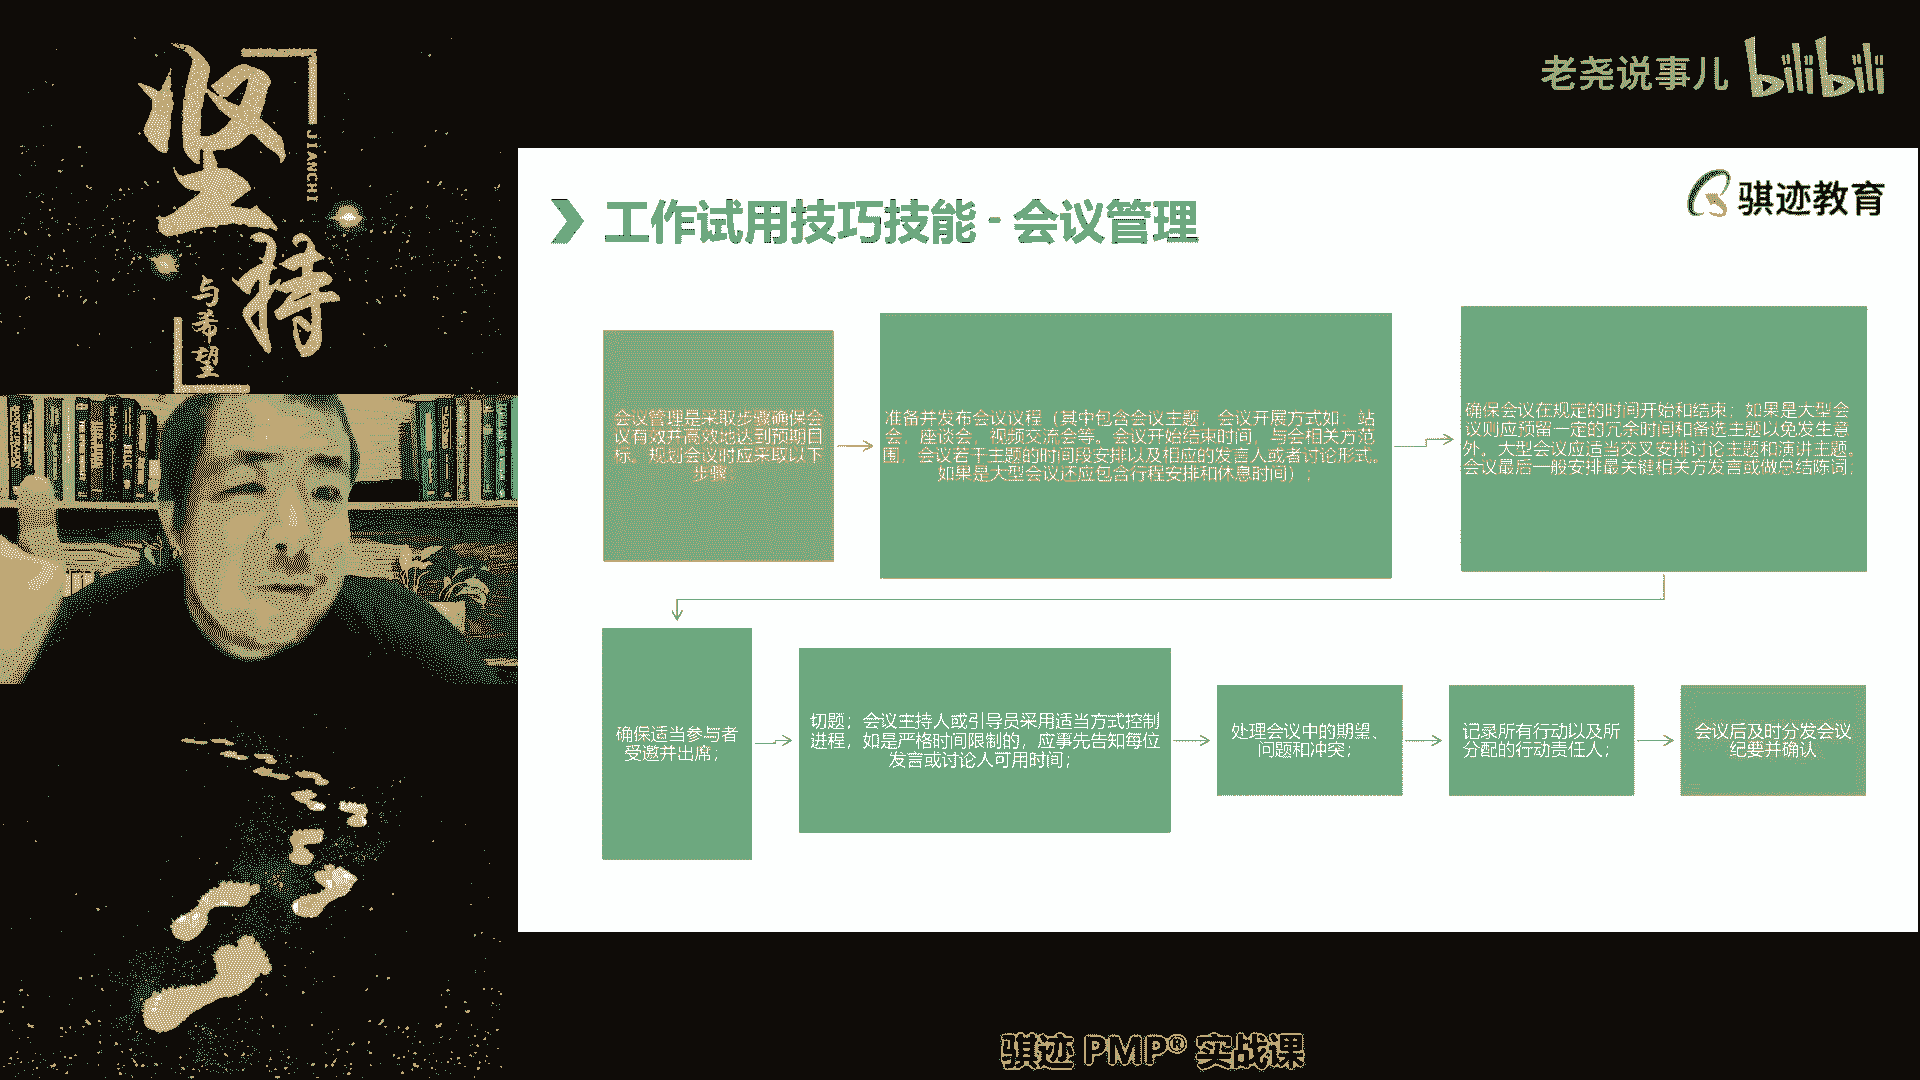 坚持
JIANCHI
与希望
老尧说事儿 bilibili
骐迹教育
工作试用技巧技能 - 会议管理
会议管理是采取步骤确保会
议有效并高效地达到预期目
标。规划会议时应采取以下
步骤：
准备并发布会议议程（其中包含会议主题，会议开展方式如：站
会，座谈会，视频交流会等。会议开始结束时间，与会相关方范
围，会议若干主题的时间段安排以及相应的发言人或者讨论形式。
如果是大型会议还应包含行程安排和休息时间）；
确保会议在规定的时间开始和结束；如果是大型会
议则应预留一定的冗余时间和备选主题以免发生意
外。大型会议应适当交叉安排讨论主题和演讲主题。
会议最后一般安排最关键相关方发言或做总结陈词；
确保适当参与者
受邀并出席；
切题；会议主持人或引导员采用适当方式控制
进程，如是严格时间限制的，应事先告知每位
发言或讨论人可用时间；
处理会议中的期望、
问题和冲突；
记录所有行动以及所
分配的行动责任人；
会议后及时分发会议
纪要并确认
骐迹 PMP® 实战课